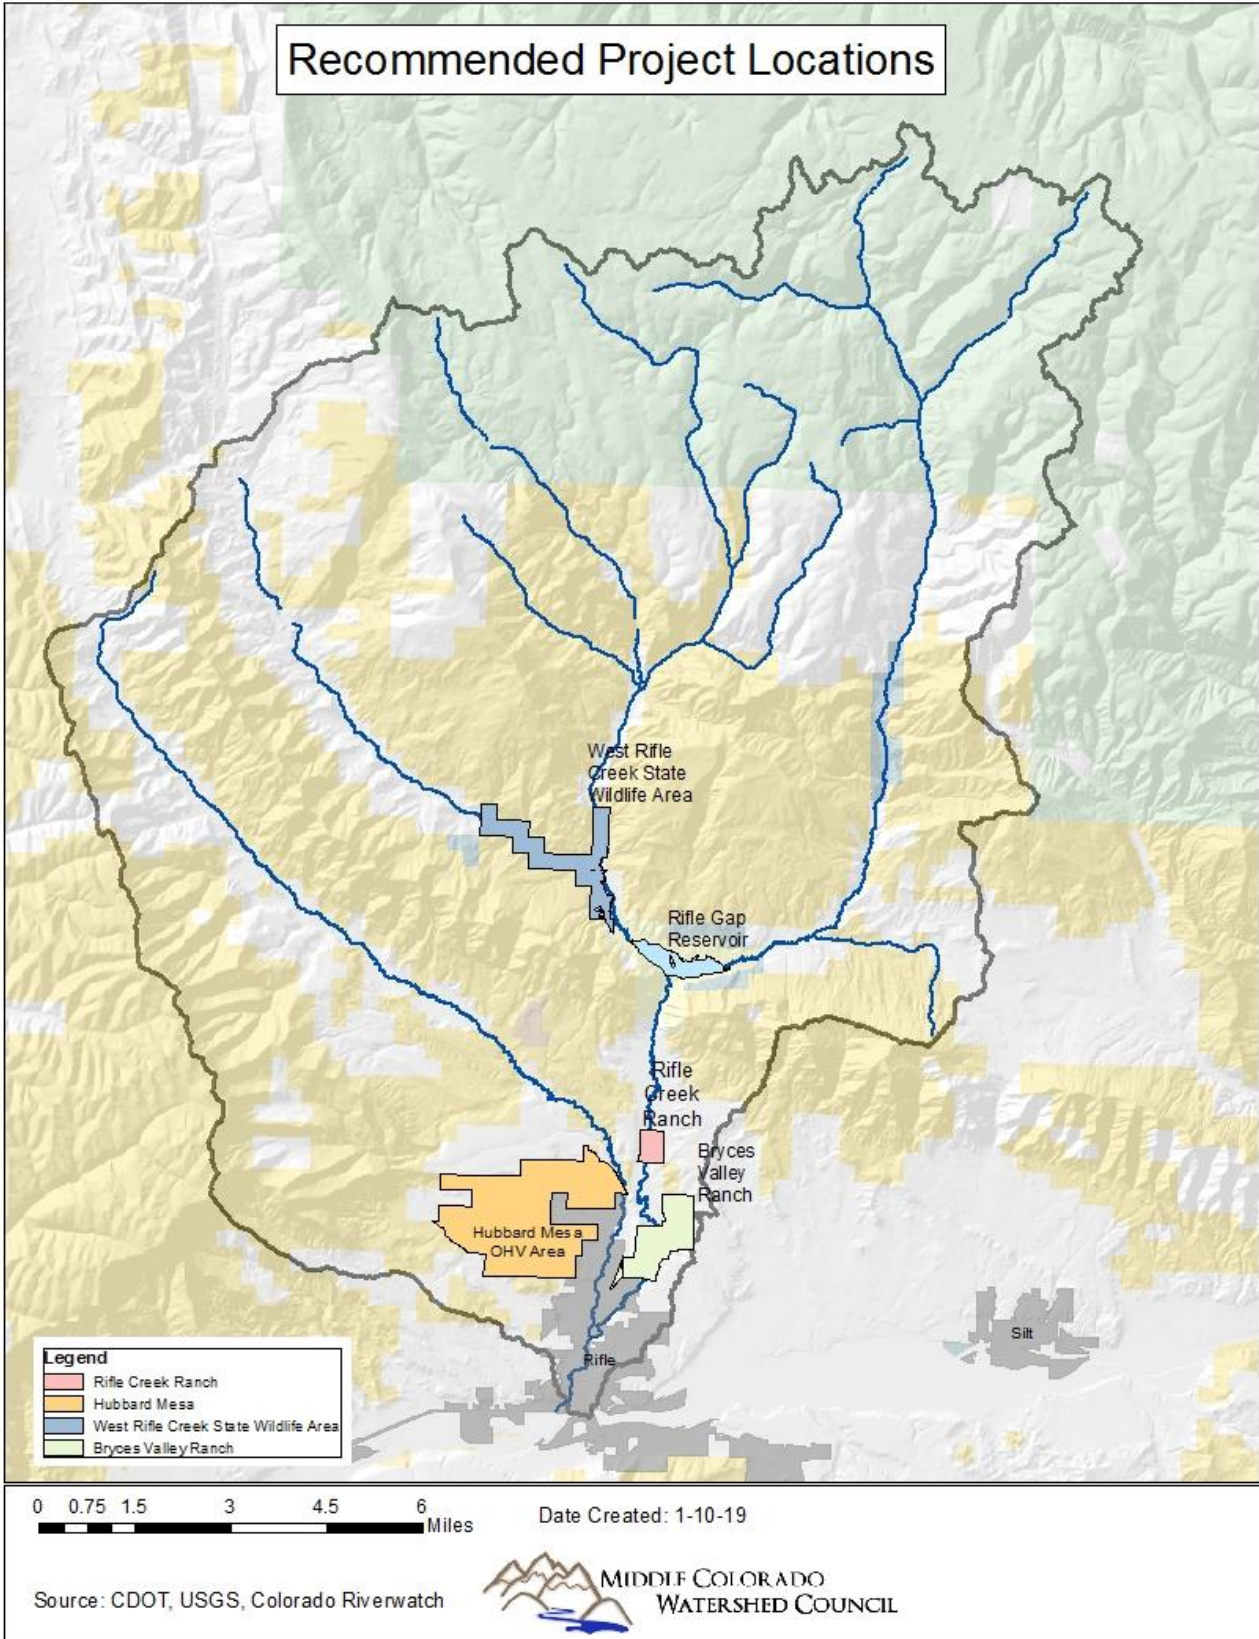 Recommended Project Locations
West Rifle
Creek State
Wildlife Area
Rifle Gap
Reservoir
Rifle
Creek
Ranch
Bryces
Valley
Ranch
Hubbard Mesa
OHV Area
Silt
Rifle
Legend
Rifle Creek Ranch
Hubbard Mesa
West Rifle Creek State Wildlife Area
Bryces Valley Ranch
0 0.75 1.5 3 4.5 6
Miles
Date Created: 1-10-19
Source: CDOT, USGS, Colorado Riverwatch
MIDDLE COLORADO
WATERSHED COUNCIL